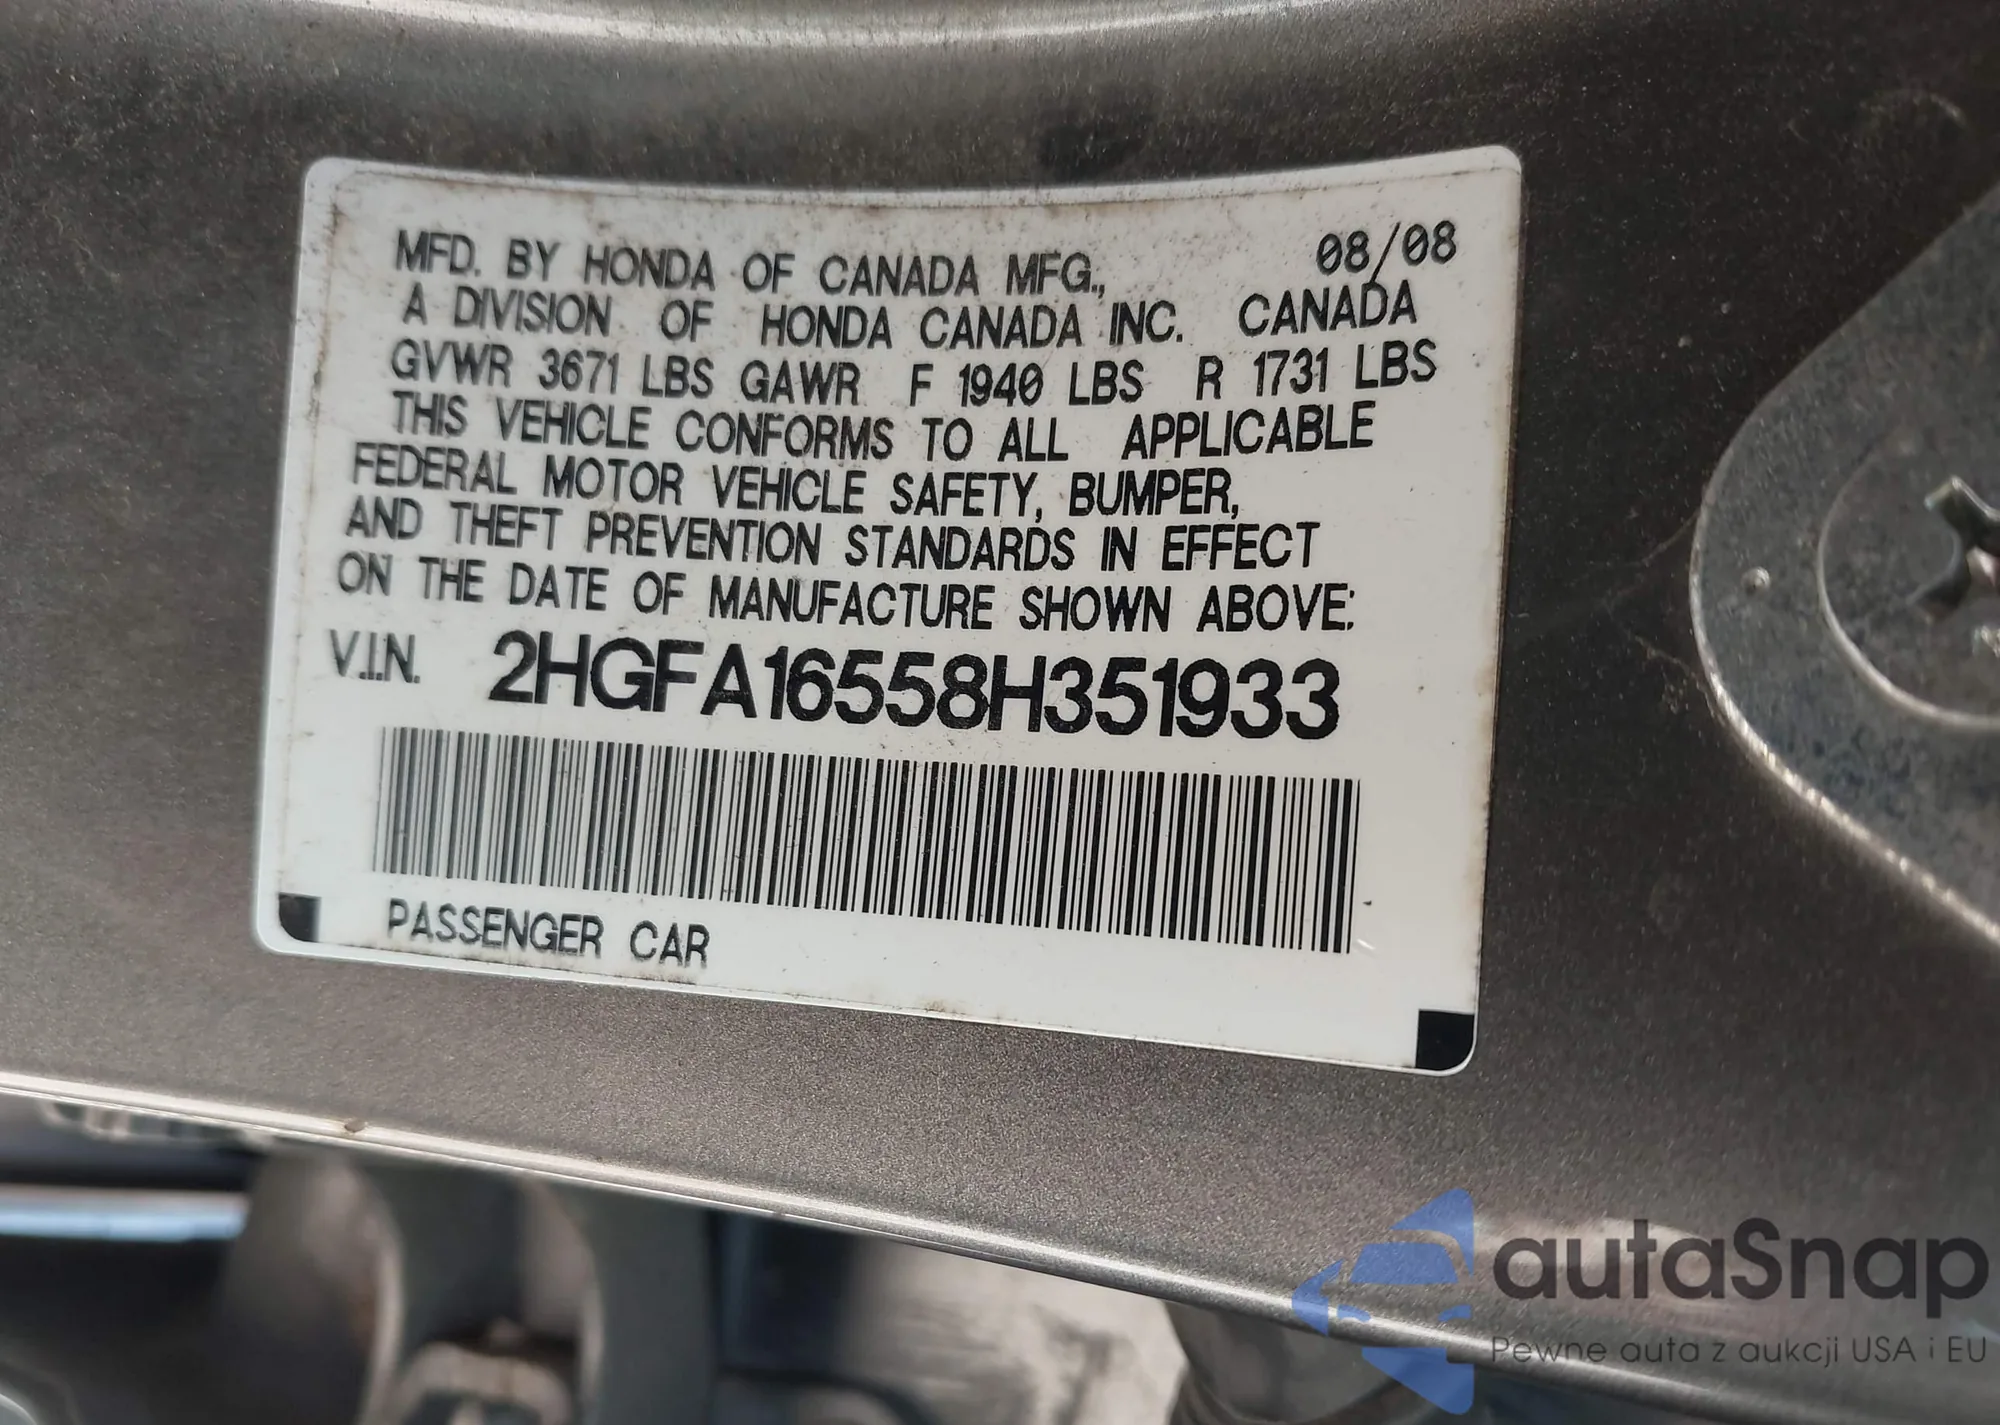 MFD. BY HONDA OF CANADA MFG., 08/08
A DIVISION OF HONDA CANADA INC. CANADA
GVWR 3671 LBS GAWR F 1940 LBS R 1731 LBS
THIS VEHICLE CONFORMS TO ALL APPLICABLE
FEDERAL MOTOR VEHICLE SAFETY, BUMPER,
AND THEFT PREVENTION STANDARDS IN EFFECT
ON THE DATE OF MANUFACTURE SHOWN ABOVE:
V.I.N. 2HGFA16558H351933
PASSENGER CAR
autaSnap
Pewne auta z aukcji USA i EU